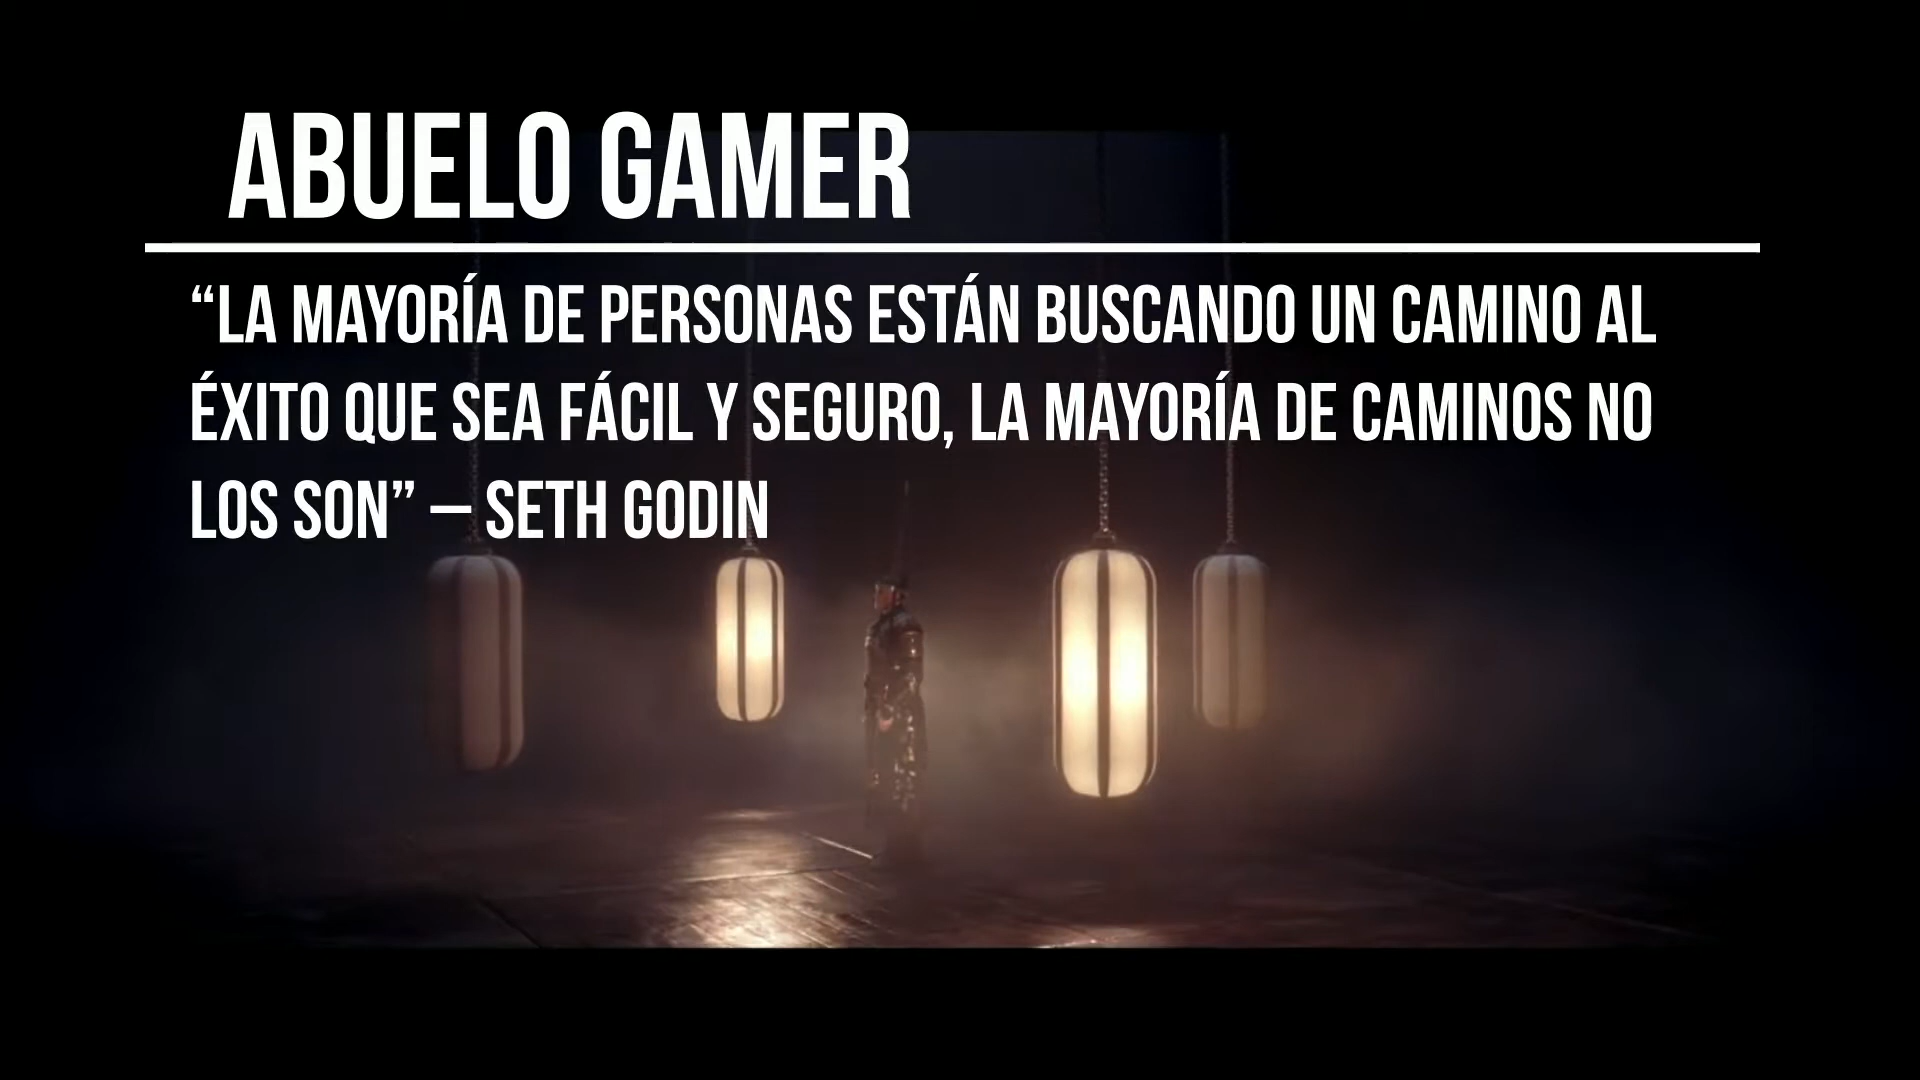 ABUELO GAMER
“LA MAYORÍA DE PERSONAS ESTÁN BUSCANDO UN CAMINO AL
ÉXITO QUE SEA FÁCIL Y SEGURO, LA MAYORÍA DE CAMINOS NO
LOS SON” – SETH GODIN